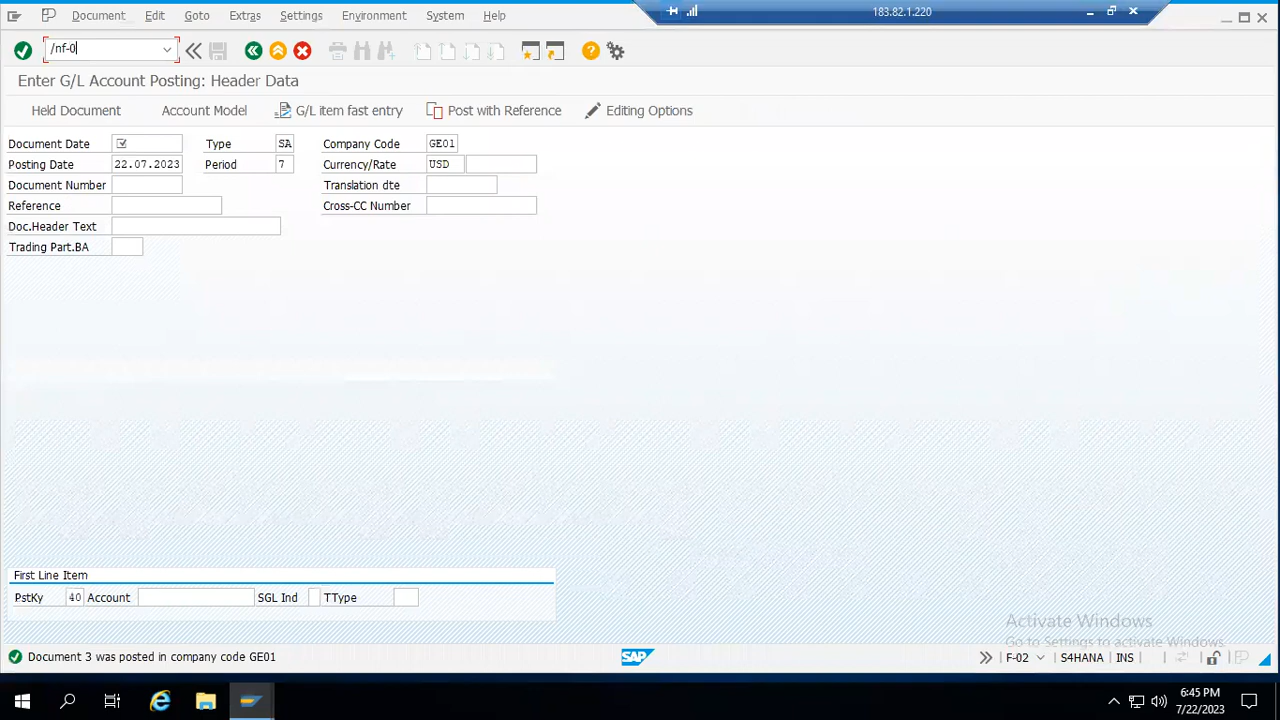 Document Edit Goto Extras Settings Environment System Help
183.82.1.220
/nf-0
Enter G/L Account Posting: Header Data
Held Document Account Model G/L item fast entry Post with Reference Editing Options
Document Date Type SA Company Code GE01
Posting Date 22.07.2023 Period 7 Currency/Rate USD
Document Number Translation dte
Reference Cross-CC Number
Doc.Header Text
Trading Part.BA
First Line Item
PstKy 40 Account SGL Ind TType
Activate Windows
Go to Settings to activate Windows.
Document 3 was posted in company code GE01
SAP
F-02 S4HANA INS
6:45 PM
7/22/2023